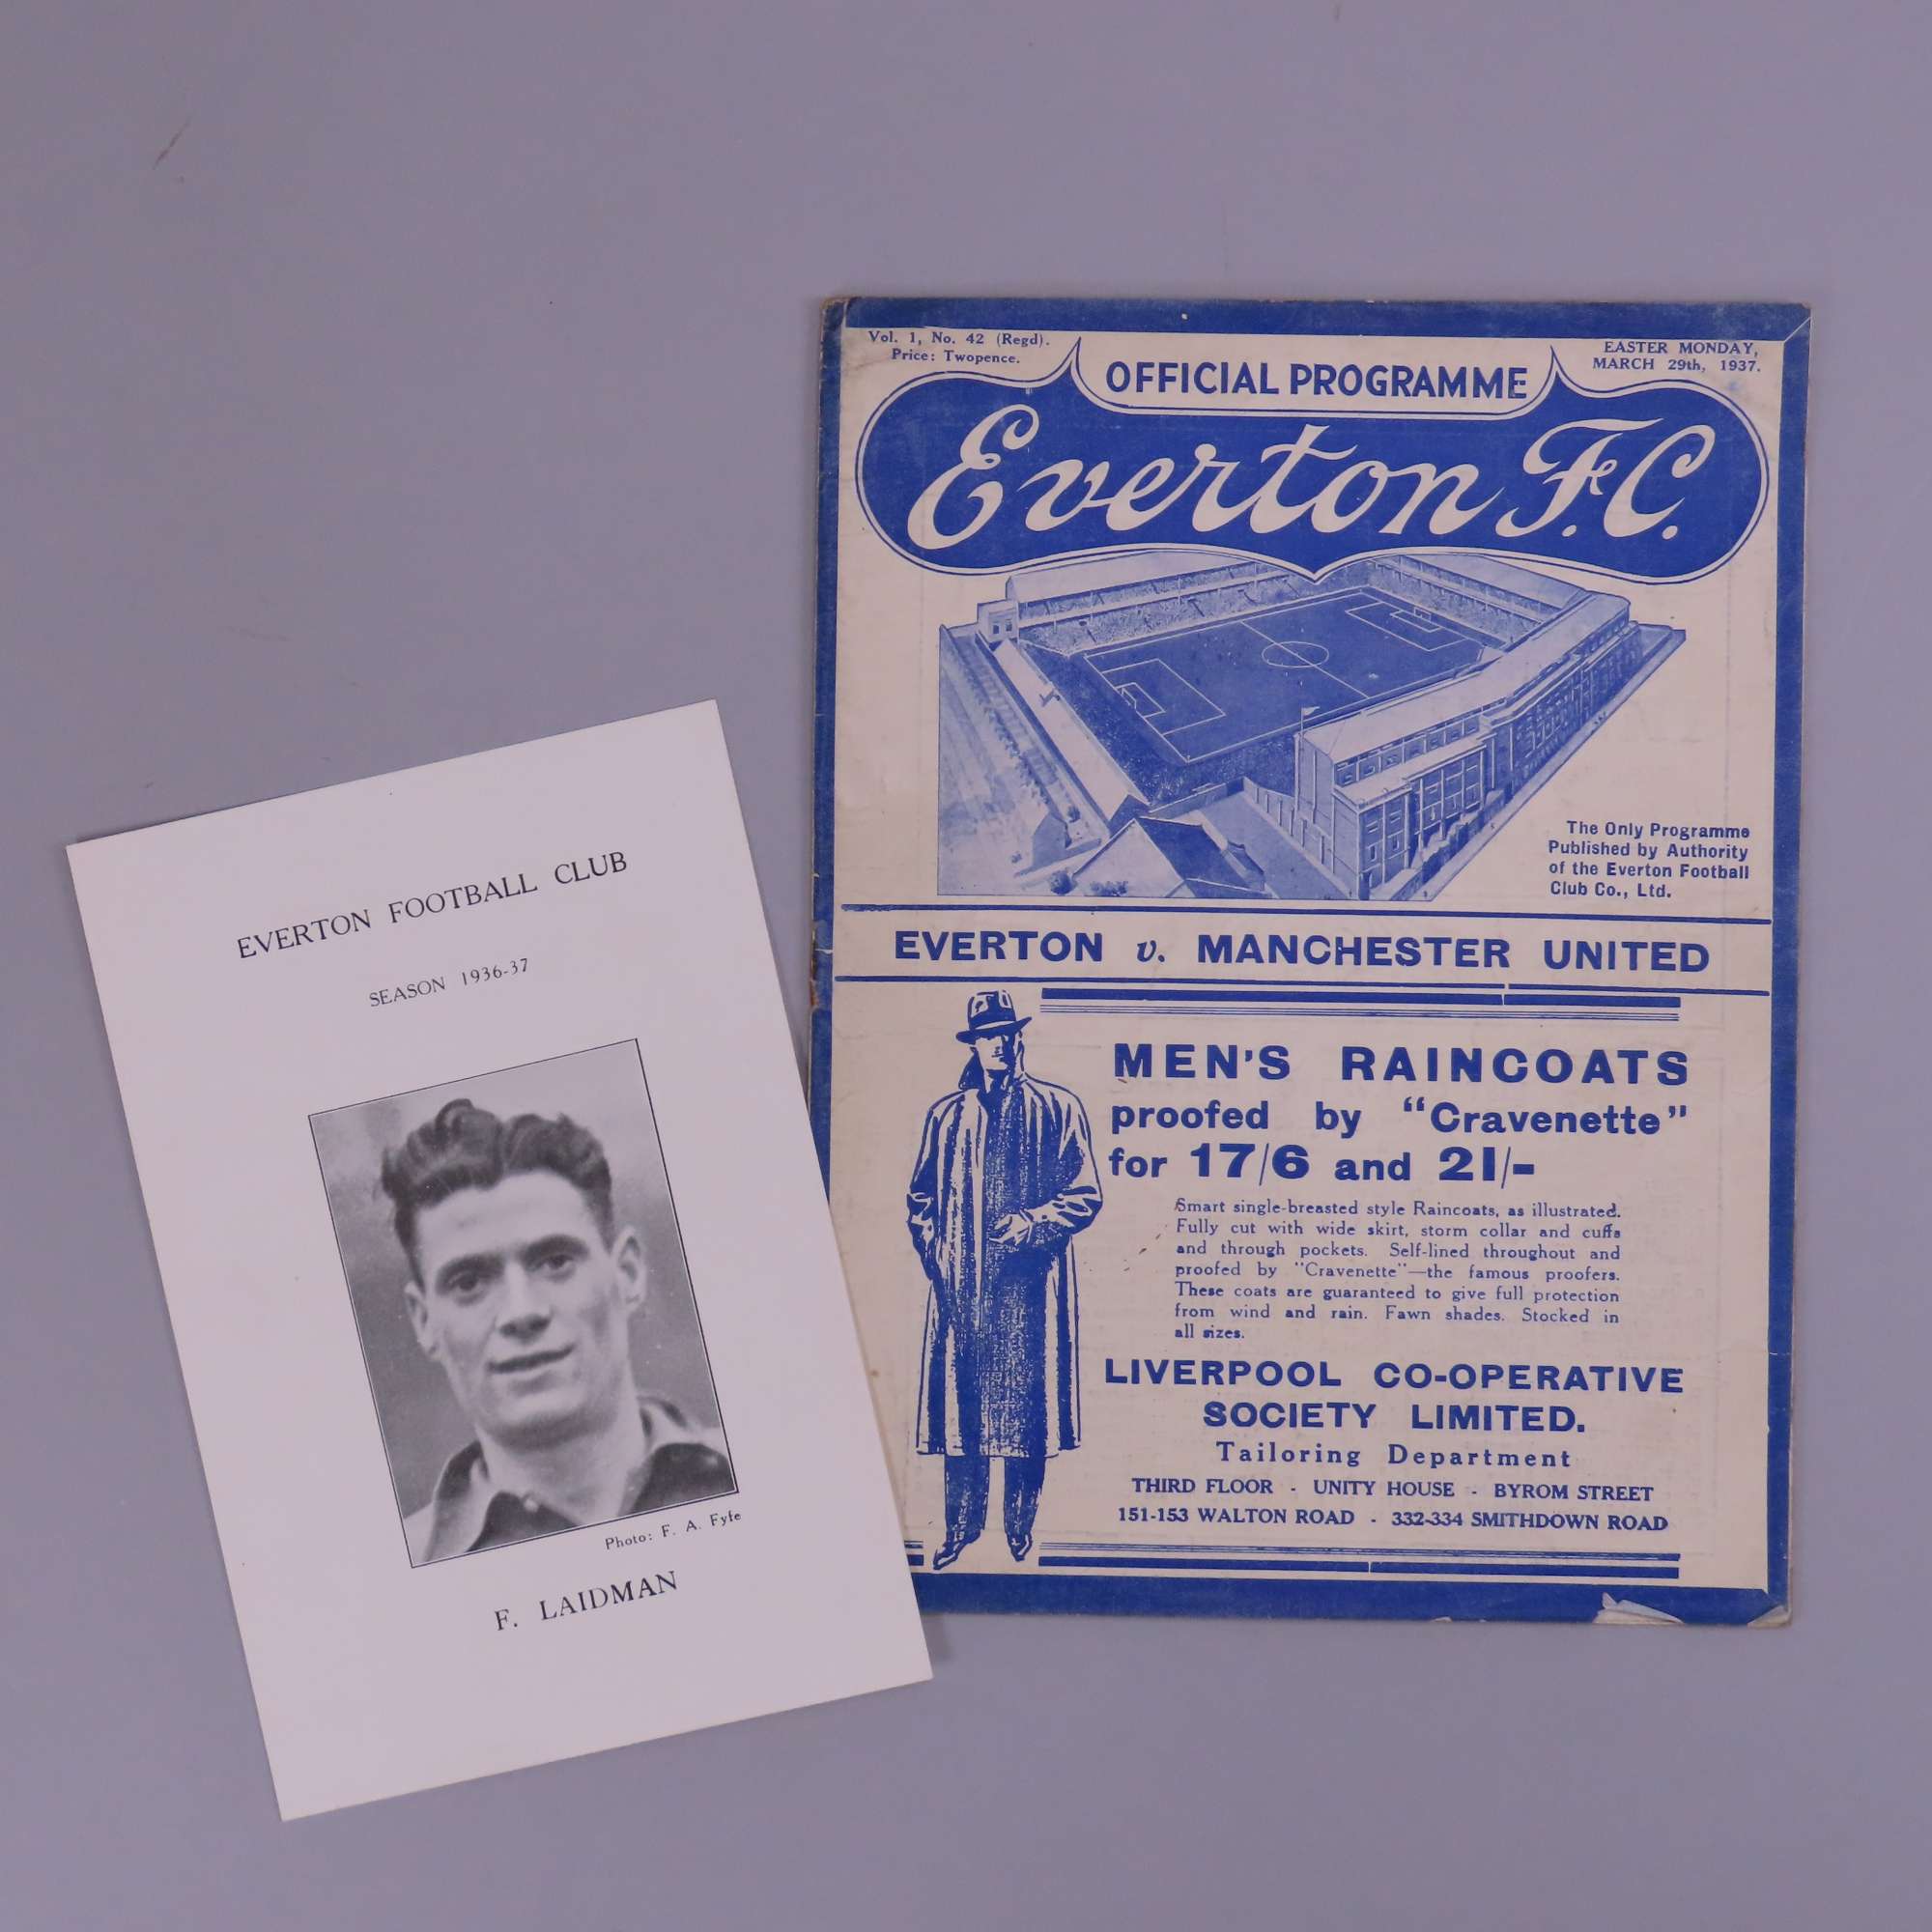 EVERTON FOOTBALL CLUB
SEASON 1936-37
Photo: F. A. Fyfe
F. LAIDMAN
Vol. 1, No. 42 (Regd).
Price: Twopence.
EASTER MONDAY,
MARCH 29th, 1937.
OFFICIAL PROGRAMME
Everton F.C.
The Only Programme
Published by Authority
of the Everton Football
Club Co., Ltd.
EVERTON v. MANCHESTER UNITED
MEN'S RAINCOATS
proofed by "Cravenette"
for 17/6 and 21/-
Smart single-breasted style Raincoats, as illustrated.
Fully cut with wide skirt, storm collar and cuffs
and through pockets. Self-lined throughout and
proofed by "Cravenette"—the famous proofers.
These coats are guaranteed to give full protection
from wind and rain. Fawn shades. Stocked in
all sizes.
LIVERPOOL CO-OPERATIVE
SOCIETY LIMITED.
Tailoring Department
THIRD FLOOR - UNITY HOUSE - BYROM STREET
151-153 WALTON ROAD - 332-334 SMITHDOWN ROAD